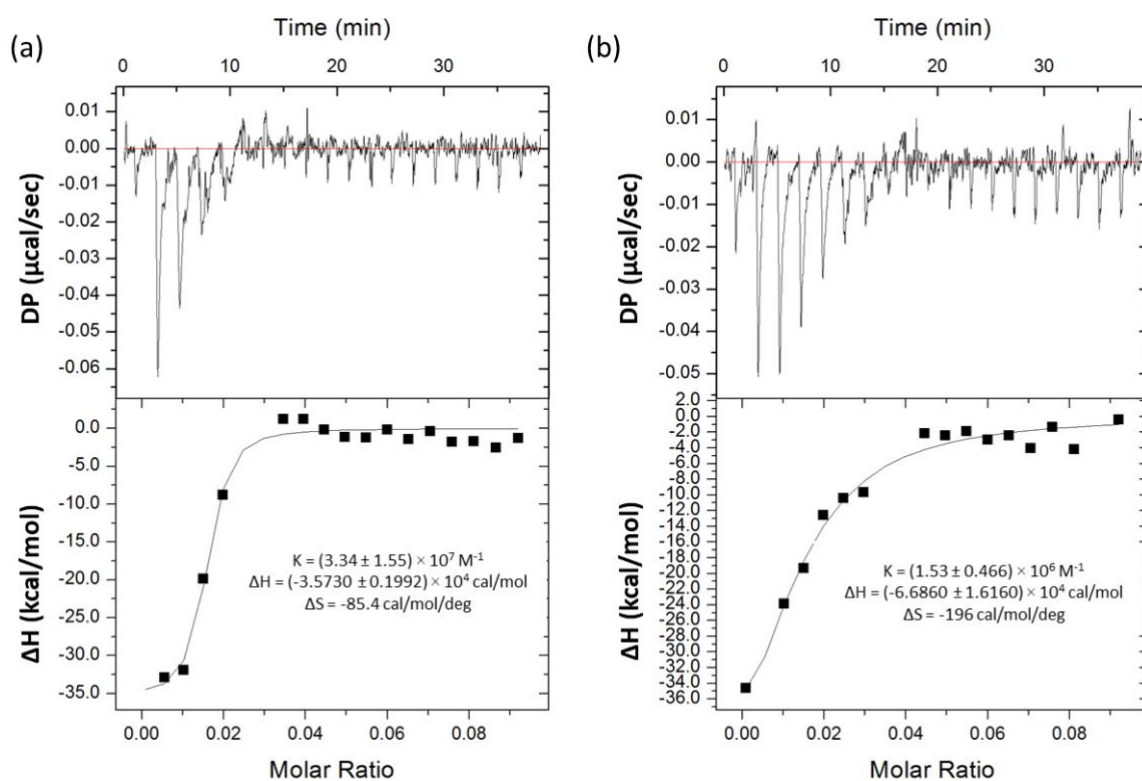 (a)
Time (min)
0 10 20 30
0.01
0.00
-0.01
-0.02
-0.03
-0.04
-0.05
-0.06
DP (μcal/sec)
0.0
-5.0
-10.0
-15.0
-20.0
-25.0
-30.0
-35.0
ΔH (kcal/mol)
K = (3.34 ± 1.55) × 10⁷ M⁻¹
ΔH = (-3.5730 ± 0.1992) × 10⁴ cal/mol
ΔS = -85.4 cal/mol/deg
0.00 0.02 0.04 0.06 0.08
Molar Ratio
(b)
Time (min)
0 10 20 30
0.01
0.00
-0.01
-0.02
-0.03
-0.04
-0.05
DP (μcal/sec)
2.0
0.0
-2.0
-4.0
-6.0
-8.0
-10.0
-12.0
-14.0
-16.0
-18.0
-20.0
-22.0
-24.0
-26.0
-28.0
-30.0
-32.0
-34.0
-36.0
ΔH (kcal/mol)
K = (1.53 ± 0.466) × 10⁶ M⁻¹
ΔH = (-6.6860 ± 1.6160) × 10⁴ cal/mol
ΔS = -196 cal/mol/deg
0.00 0.02 0.04 0.06 0.08
Molar Ratio